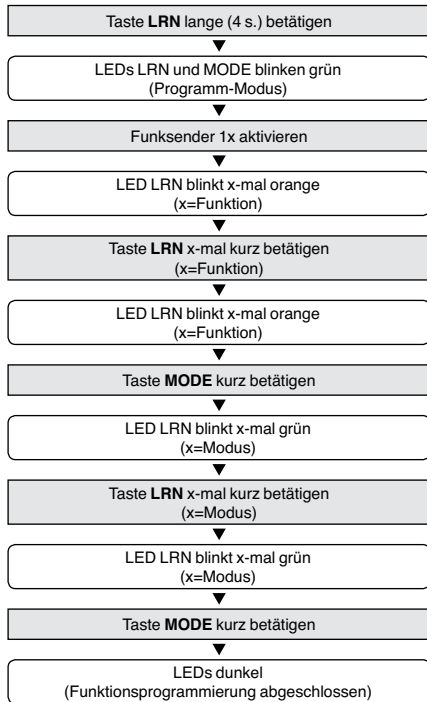 Taste LRN lange (4 s.) betätigen
LEDs LRN und MODE blinken grün
(Programm-Modus)
Funksender 1x aktivieren
LED LRN blinkt x-mal orange
(x=Funktion)
Taste LRN x-mal kurz betätigen
(x=Funktion)
LED LRN blinkt x-mal orange
(x=Funktion)
Taste MODE kurz betätigen
LED LRN blinkt x-mal grün
(x=Modus)
Taste LRN x-mal kurz betätigen
(x=Modus)
LED LRN blinkt x-mal grün
(x=Modus)
Taste MODE kurz betätigen
LEDs dunkel
(Funktionsprogrammierung abgeschlossen)